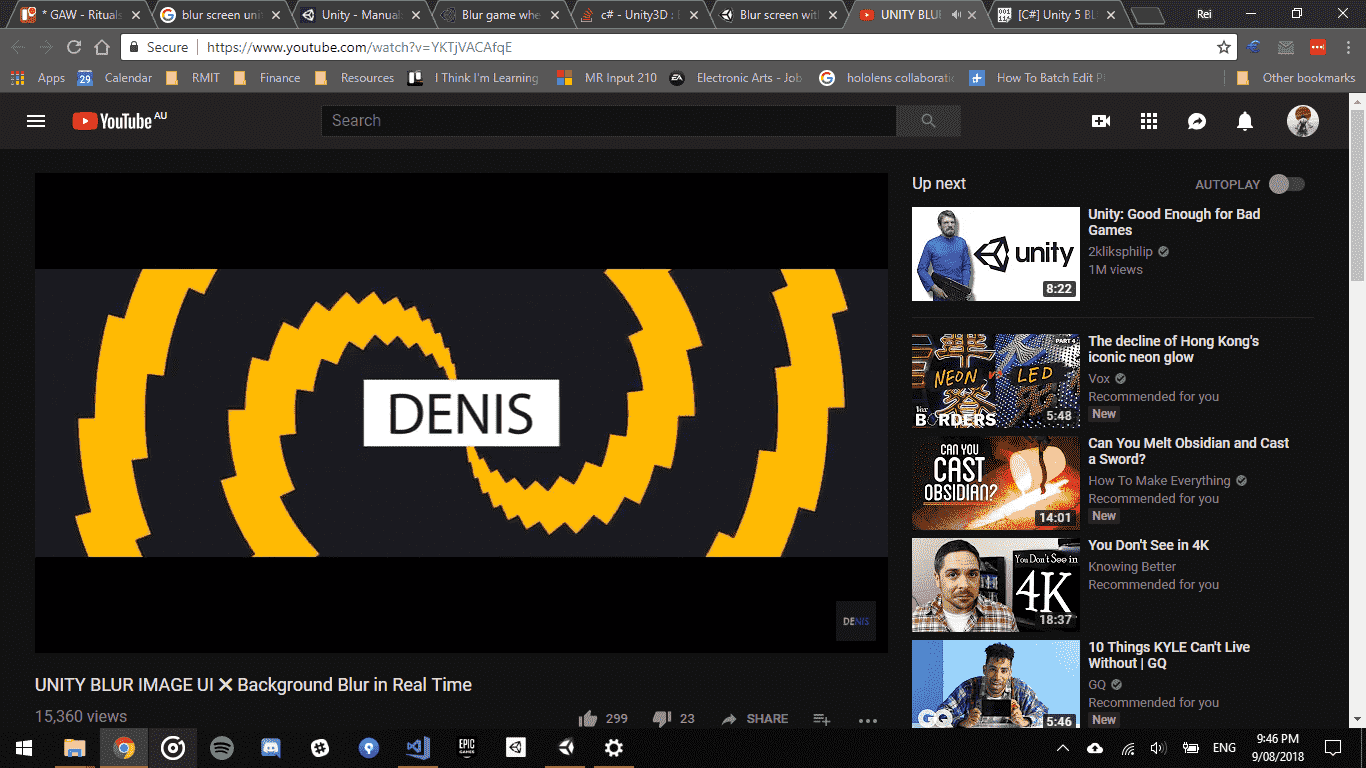 * GAW - Rituals
blur screen unit
Unity - Manual:
Blur game whe
c# - Unity3D : B
Blur screen with
UNITY BLUR
[C#] Unity 5 BL
Rei
Secure
https://www.youtube.com/watch?v=YKTjVACAfqE
Apps
29
Calendar
RMIT
Finance
Resources
I Think I'm Learning
MR Input 210
Electronic Arts - Job
hololens collaborati
How To Batch Edit P
Other bookmarks
YouTube AU
Search
DENIS
DENIS
UNITY BLUR IMAGE UI ❌ Background Blur in Real Time
15,360 views
299
23
SHARE
Up next
AUTOPLAY
unity
8:22
Unity: Good Enough for Bad
Games
2kliksphilip
1M views
PART 4
NEON vs LED
Vox
BORDERS
5:48
The decline of Hong Kong's
iconic neon glow
Vox
Recommended for you
New
CAN YOU
CAST
OBSIDIAN?
14:01
Can You Melt Obsidian and Cast
a Sword?
How To Make Everything
Recommended for you
New
You Don't See in
4K
18:37
You Don't See in 4K
Knowing Better
Recommended for you
GQ
5:46
10 Things KYLE Can't Live
Without | GQ
GQ
Recommended for you
New
EPIC
GAMES
ENG
9:46 PM
9/08/2018